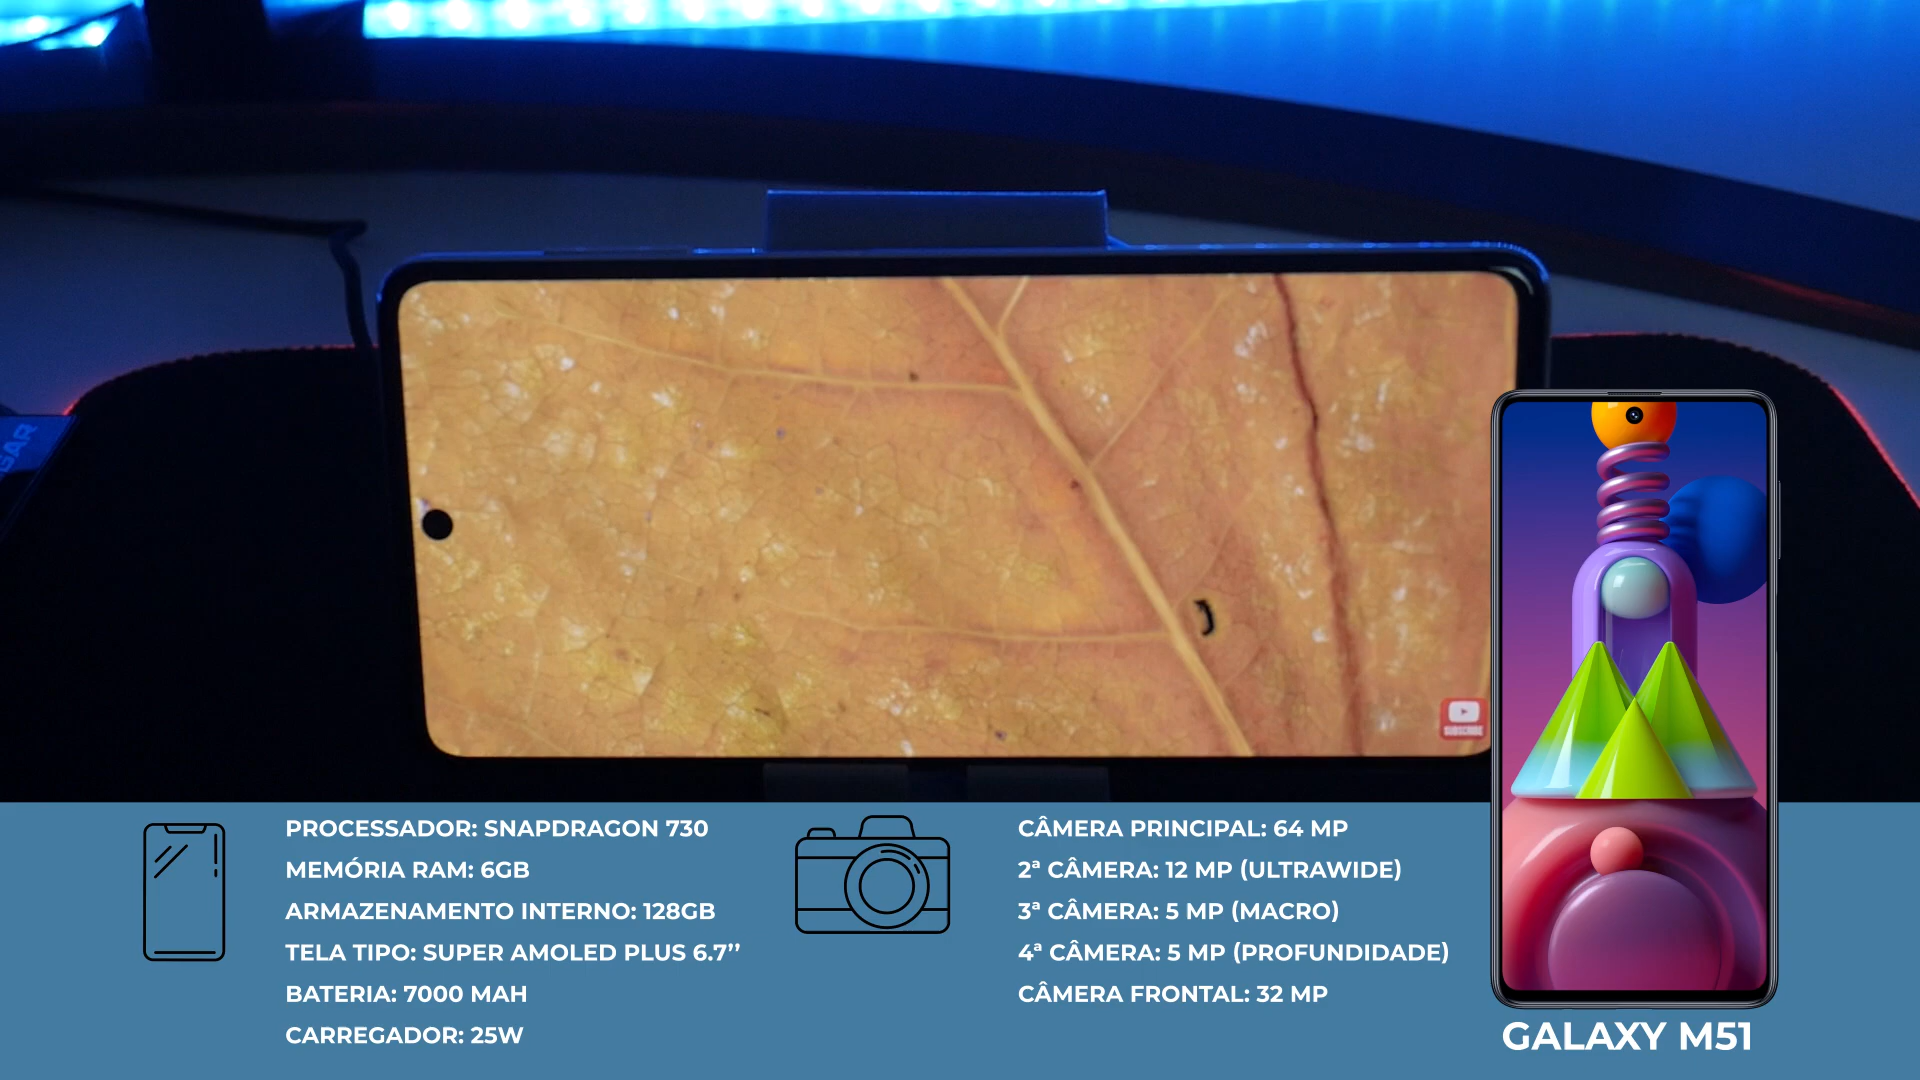 PROCESSADOR: SNAPDRAGON 730
MEMÓRIA RAM: 6GB
ARMAZENAMENTO INTERNO: 128GB
TELA TIPO: SUPER AMOLED PLUS 6.7’’
BATERIA: 7000 MAH
CARREGADOR: 25W
CÂMERA PRINCIPAL: 64 MP
2ª CÂMERA: 12 MP (ULTRAWIDE)
3ª CÂMERA: 5 MP (MACRO)
4ª CÂMERA: 5 MP (PROFUNDIDADE)
CÂMERA FRONTAL: 32 MP
GALAXY M51
SUBSCRIBE